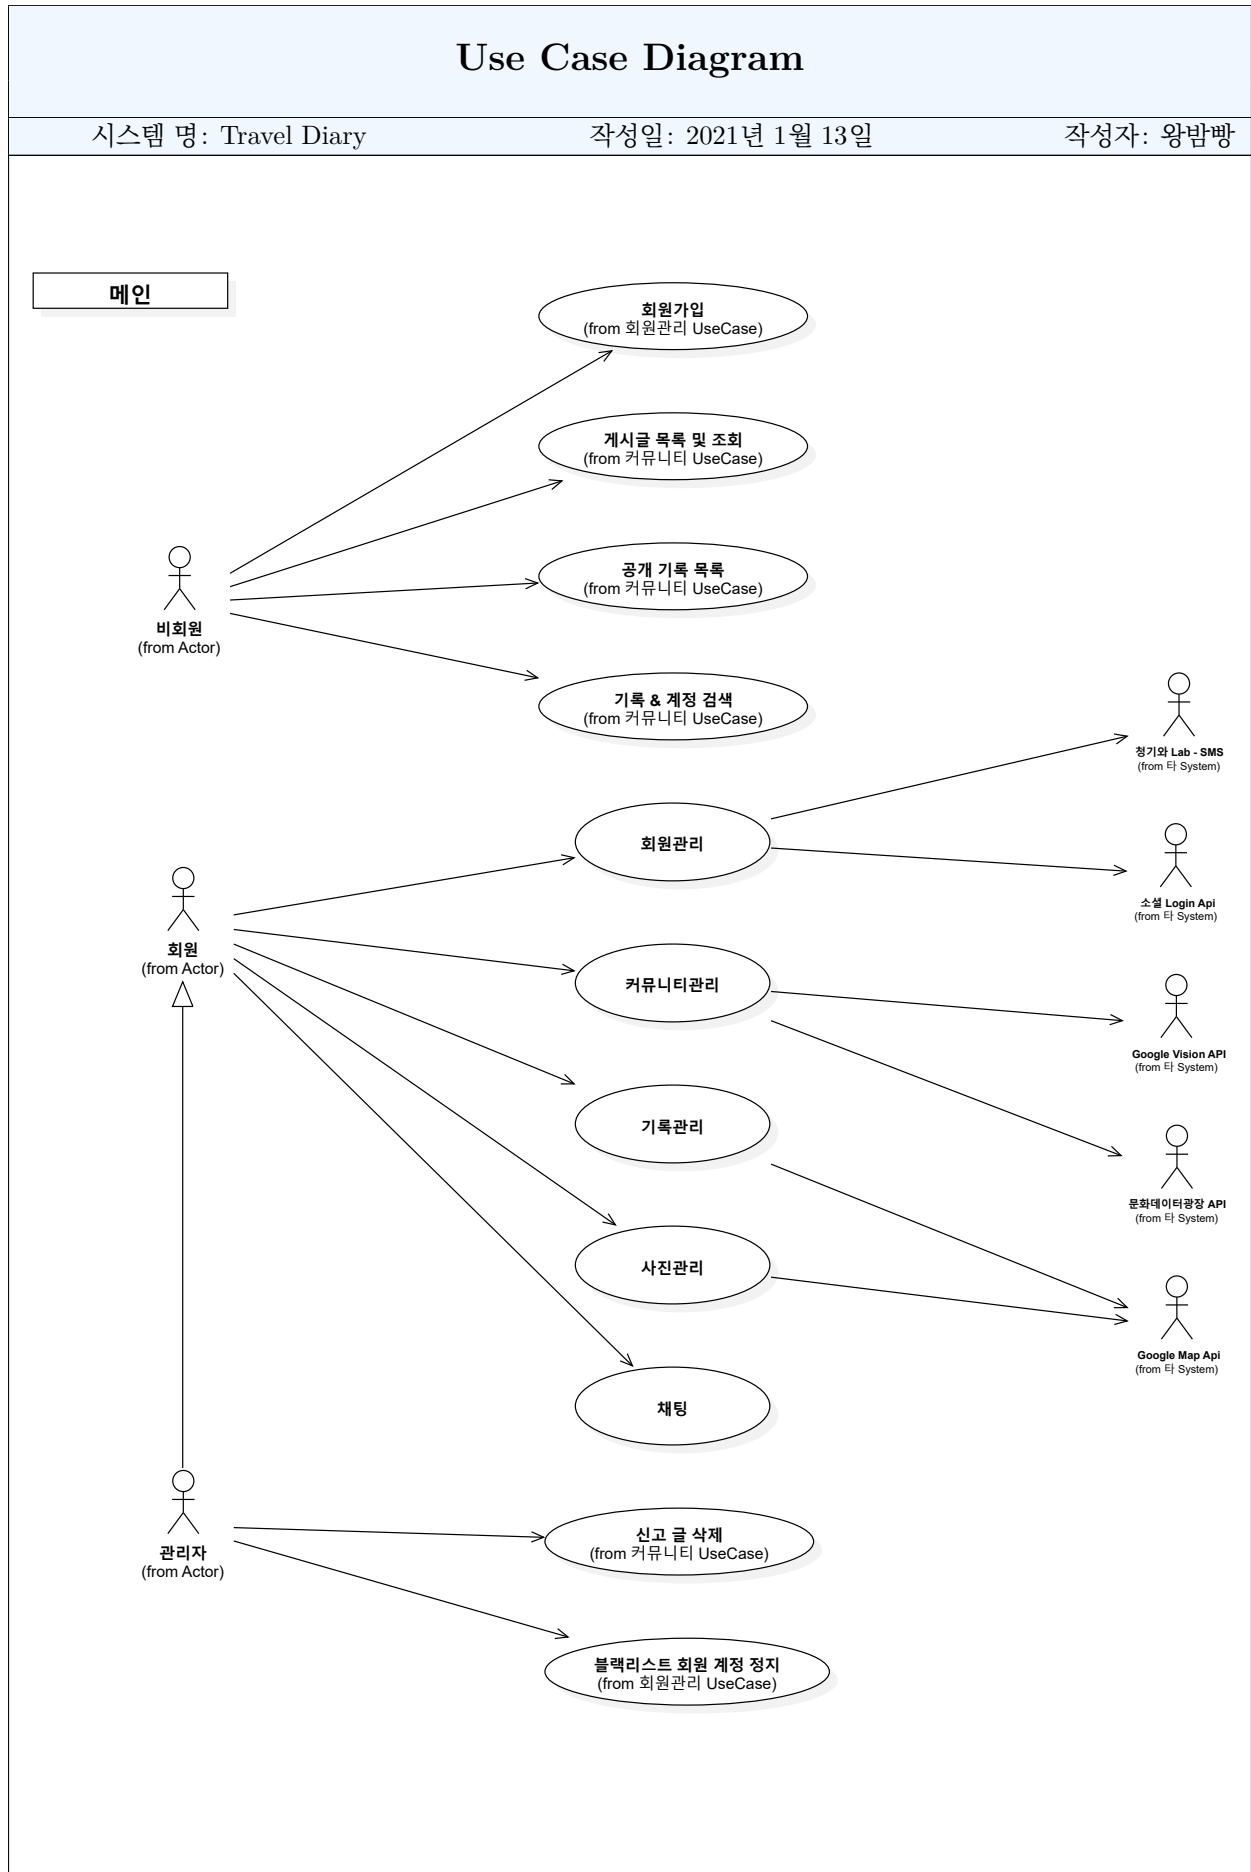 Use Case Diagram
시스템 명: Travel Diary 작성일: 2021년 1월 13일 작성자: 왕밤빵
메인
회원가입
(from 회원관리 UseCase)
게시글 목록 및 조회
(from 커뮤니티 UseCase)
공개 기록 목록
(from 커뮤니티 UseCase)
비회원
(from Actor)
기록 & 계정 검색
(from 커뮤니티 UseCase)
청기와 Lab - SMS
(from 타 System)
회원관리
소셜 Login Api
(from 타 System)
회원
(from Actor)
커뮤니티관리
Google Vision API
(from 타 System)
기록관리
문화데이터광장 API
(from 타 System)
사진관리
Google Map Api
(from 타 System)
채팅
관리자
(from Actor)
신고 글 삭제
(from 커뮤니티 UseCase)
블랙리스트 회원 계정 정지
(from 회원관리 UseCase)